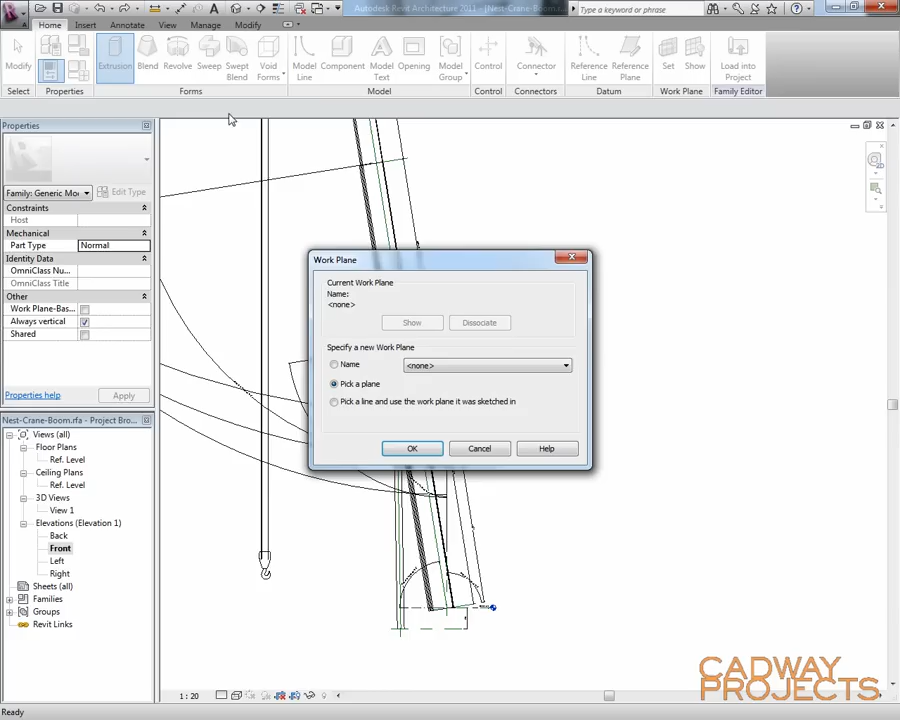 Autodesk Revit Architecture - [Nest-Crane-Boom.rfa
Type a keyword or phrase
Home Insert Annotate View Manage Modify
Modify Extrusion Blend Revolve Sweep Swept Blend Void Forms Model Line Component Model Text Opening Model Group Control Connector Reference Line Reference Plane Set Show Load into Project
Select Properties Forms Model Control Connectors Datum Work Plane Family Editor
Properties
Family: Generic Mo Edit Type
Constraints
Host
Mechanical
Part Type Normal
Identity Data
OmniClass Nu...
OmniClass Title
Other
Work Plane-Bas...
Always vertical
Shared
Properties help Apply
Nest-Crane-Boom.rfa - Project Bro...
Views (all)
Floor Plans
Ref. Level
Ceiling Plans
Ref. Level
3D Views
View 1
Elevations (Elevation 1)
Back
Front
Left
Right
Sheets (all)
Families
Groups
Revit Links
Work Plane
Current Work Plane
Name:
<none>
Show Dissociate
Specify a new Work Plane
Name <none>
Pick a plane
Pick a line and use the work plane it was sketched in
OK Cancel Help
1 : 20
Ready
CADWAY
PROJECTS